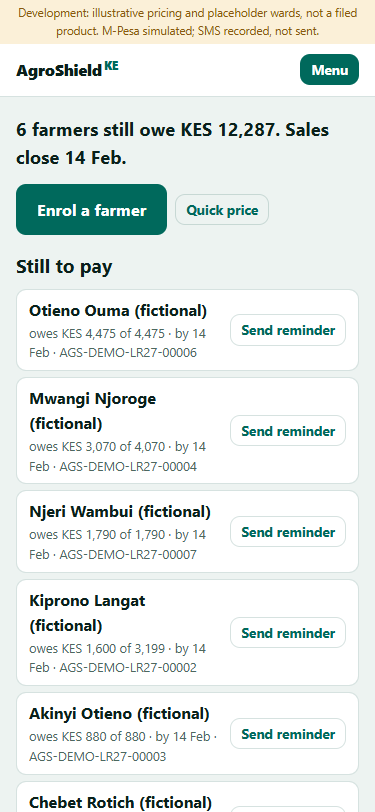 Development: illustrative pricing and placeholder wards, not a filed
product. M-Pesa simulated; SMS recorded, not sent.
AgroShield KE
Menu
6 farmers still owe KES 12,287. Sales
close 14 Feb.
Enrol a farmer
Quick price
Still to pay
Otieno Ouma (fictional)
owes KES 4,475 of 4,475 · by 14
Feb · AGS-DEMO-LR27-00006
Send reminder
Mwangi Njoroge
(fictional)
owes KES 3,070 of 4,070 · by 14
Feb · AGS-DEMO-LR27-00004
Send reminder
Njeri Wambui (fictional)
owes KES 1,790 of 1,790 · by 14
Feb · AGS-DEMO-LR27-00007
Send reminder
Kiprono Langat
(fictional)
owes KES 1,600 of 3,199 · by 14
Feb · AGS-DEMO-LR27-00002
Send reminder
Akinyi Otieno (fictional)
owes KES 880 of 880 · by 14 Feb ·
AGS-DEMO-LR27-00003
Send reminder
Chebet Rotich (fictional)